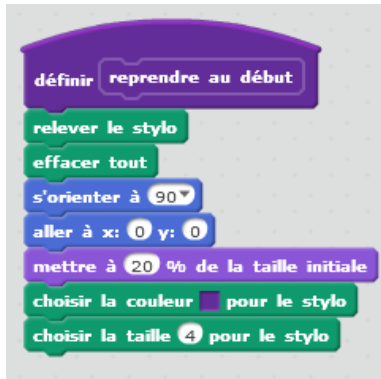 définir reprendre au début
relever le stylo
effacer tout
s'orienter à 90
aller à x: 0 y: 0
mettre à 20 % de la taille initiale
choisir la couleur pour le stylo
choisir la taille 4 pour le stylo